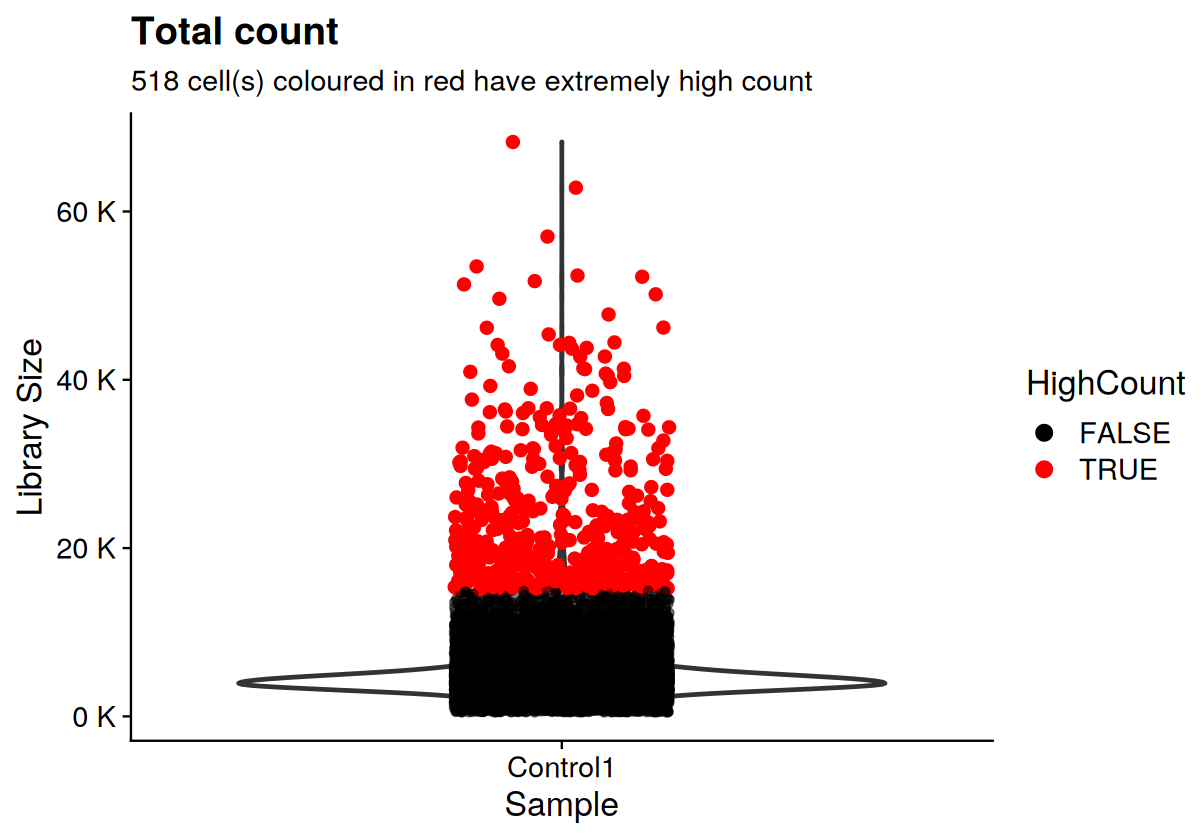 Total count
518 cell(s) coloured in red have extremely high count
60 K
40 K
20 K
0 K
Library Size
Control1
Sample
HighCount
FALSE
TRUE